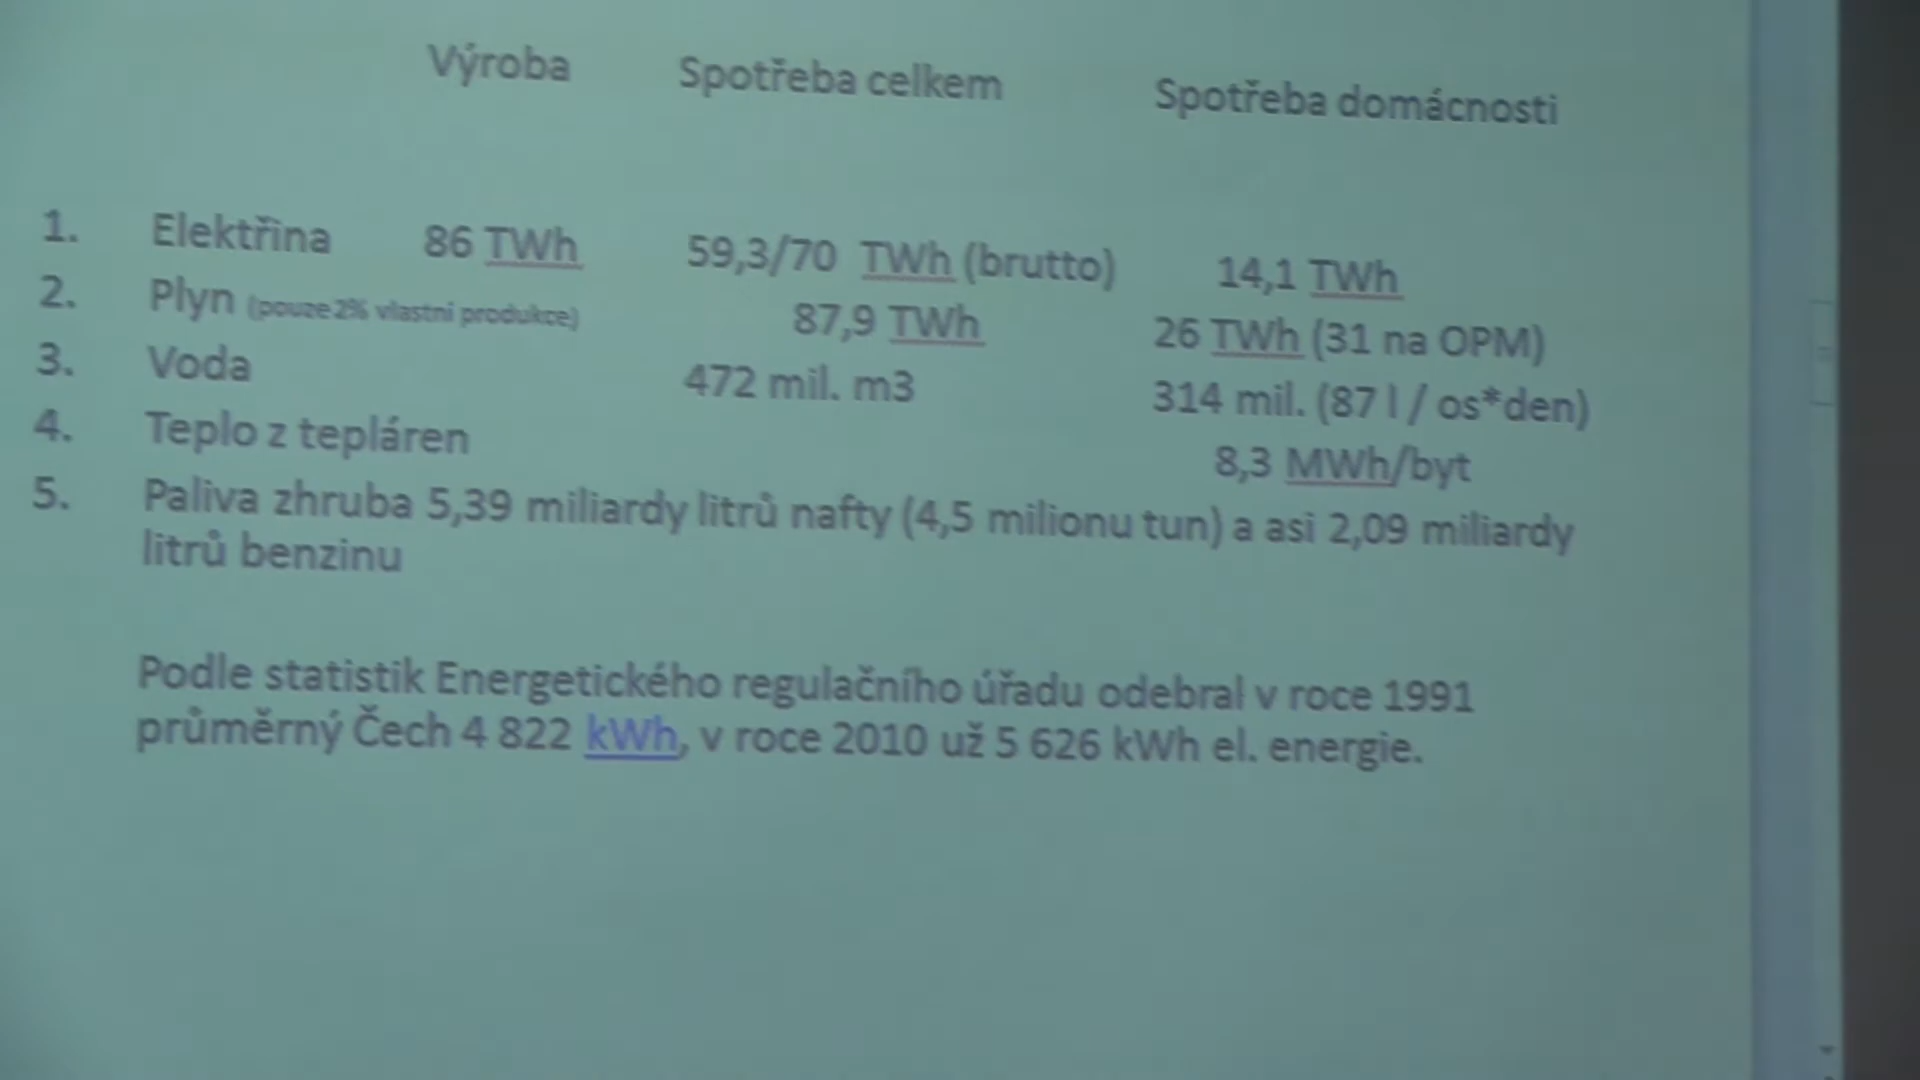 Výroba Spotřeba celkem Spotřeba domácnosti
1. Elektřina 86 TWh 59,3/70 TWh (brutto) 14,1 TWh
2. Plyn (pouze 2% vlastní produkce) 87,9 TWh 26 TWh (31 na OPM)
3. Voda 472 mil. m3 314 mil. (87 l / os*den)
4. Teplo z tepláren 8,3 MWh/byt
5. Paliva zhruba 5,39 miliardy litrů nafty (4,5 milionu tun) a asi 2,09 miliardy
litrů benzinu
Podle statistik Energetického regulačního úřadu odebral v roce 1991
průměrný Čech 4 822 kWh, v roce 2010 už 5 626 kWh el. energie.